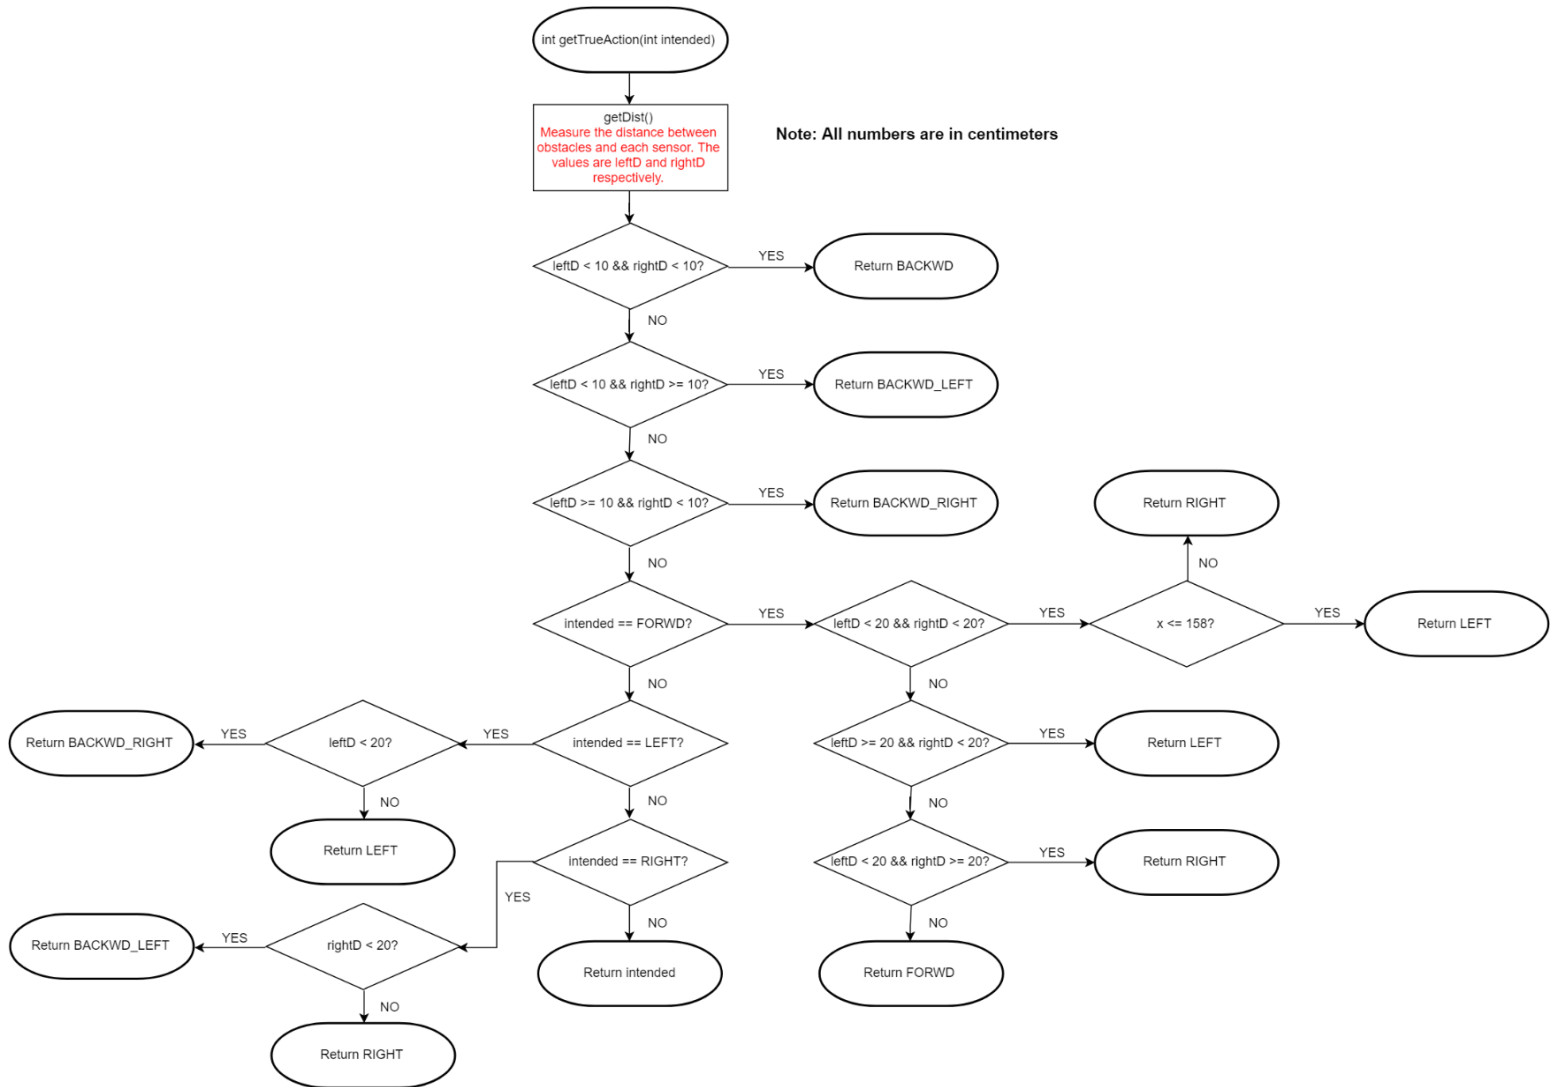 int getTrueAction(int intended)
getDist()
Measure the distance between
obstacles and each sensor. The
values are leftD and rightD
respectively.
Note: All numbers are in centimeters
leftD < 10 && rightD < 10?
YES
Return BACKWD
NO
leftD < 10 && rightD >= 10?
YES
Return BACKWD_LEFT
NO
leftD >= 10 && rightD < 10?
YES
Return BACKWD_RIGHT
Return RIGHT
NO
NO
intended == FORWD?
YES
leftD < 20 && rightD < 20?
YES
x <= 158?
YES
Return LEFT
NO
NO
Return BACKWD_RIGHT
YES
leftD < 20?
YES
intended == LEFT?
leftD >= 20 && rightD < 20?
YES
Return LEFT
NO
NO
NO
Return LEFT
intended == RIGHT?
leftD < 20 && rightD >= 20?
YES
Return RIGHT
YES
NO
NO
Return BACKWD_LEFT
YES
rightD < 20?
Return intended
Return FORWD
NO
Return RIGHT